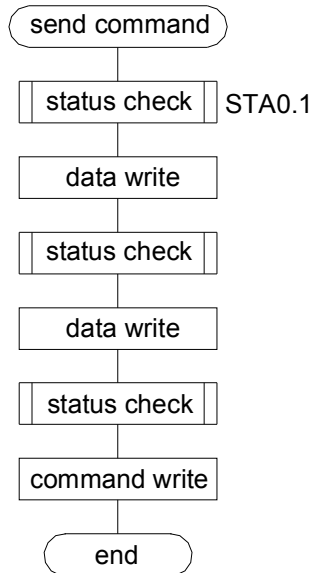 send command
status check
STA0.1
data write
status check
data write
status check
command write
end